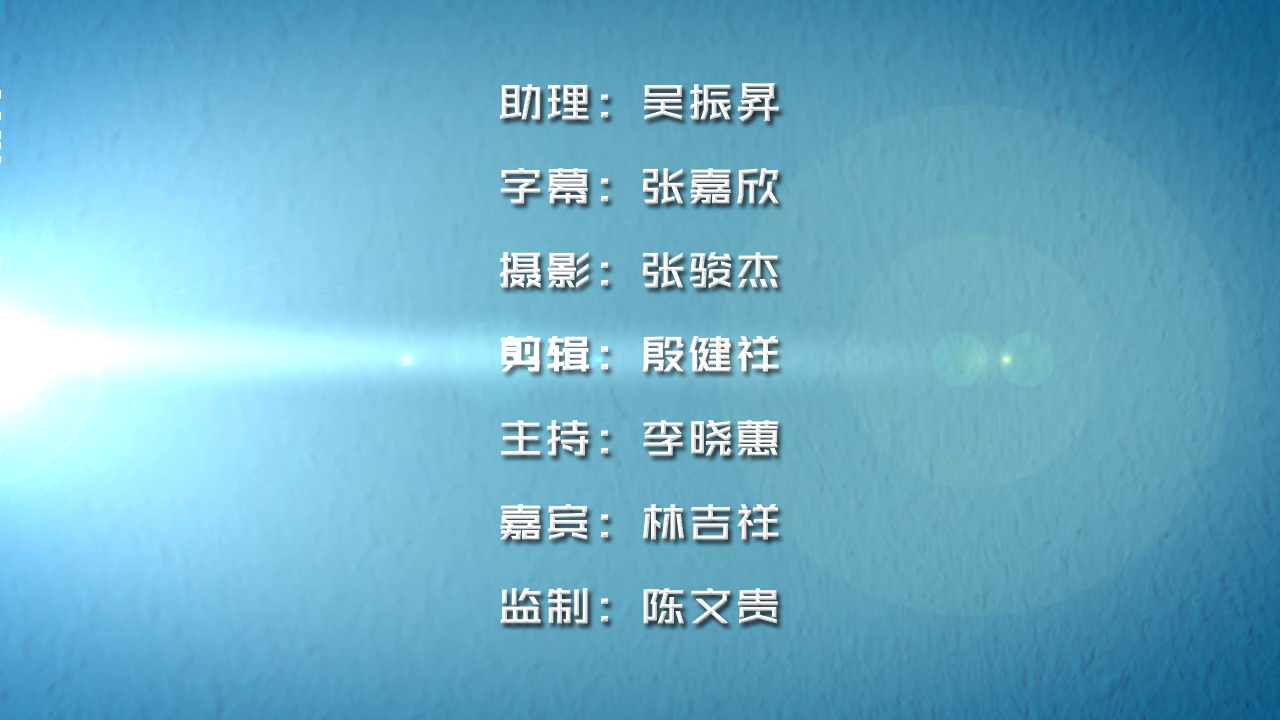 助理：吴振昇
字幕：张嘉欣
摄影：张骏杰
剪辑：殷健祥
主持：李晓蕙
嘉宾：林吉祥
监制：陈文贵